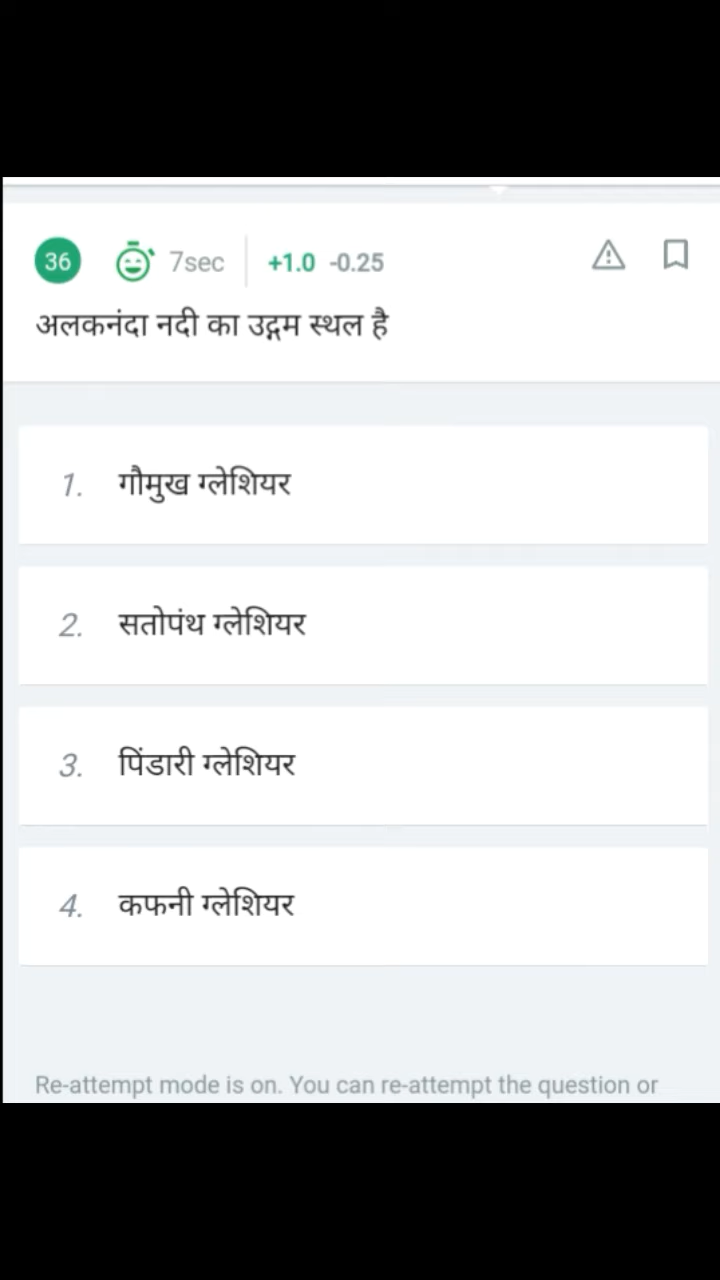 36 7sec +1.0 -0.25
अलकनंदा नदी का उद्गम स्थल है
1. गौमुख ग्लेशियर
2. सतोपंथ ग्लेशियर
3. पिंडारी ग्लेशियर
4. कफनी ग्लेशियर
Re-attempt mode is on. You can re-attempt the question or